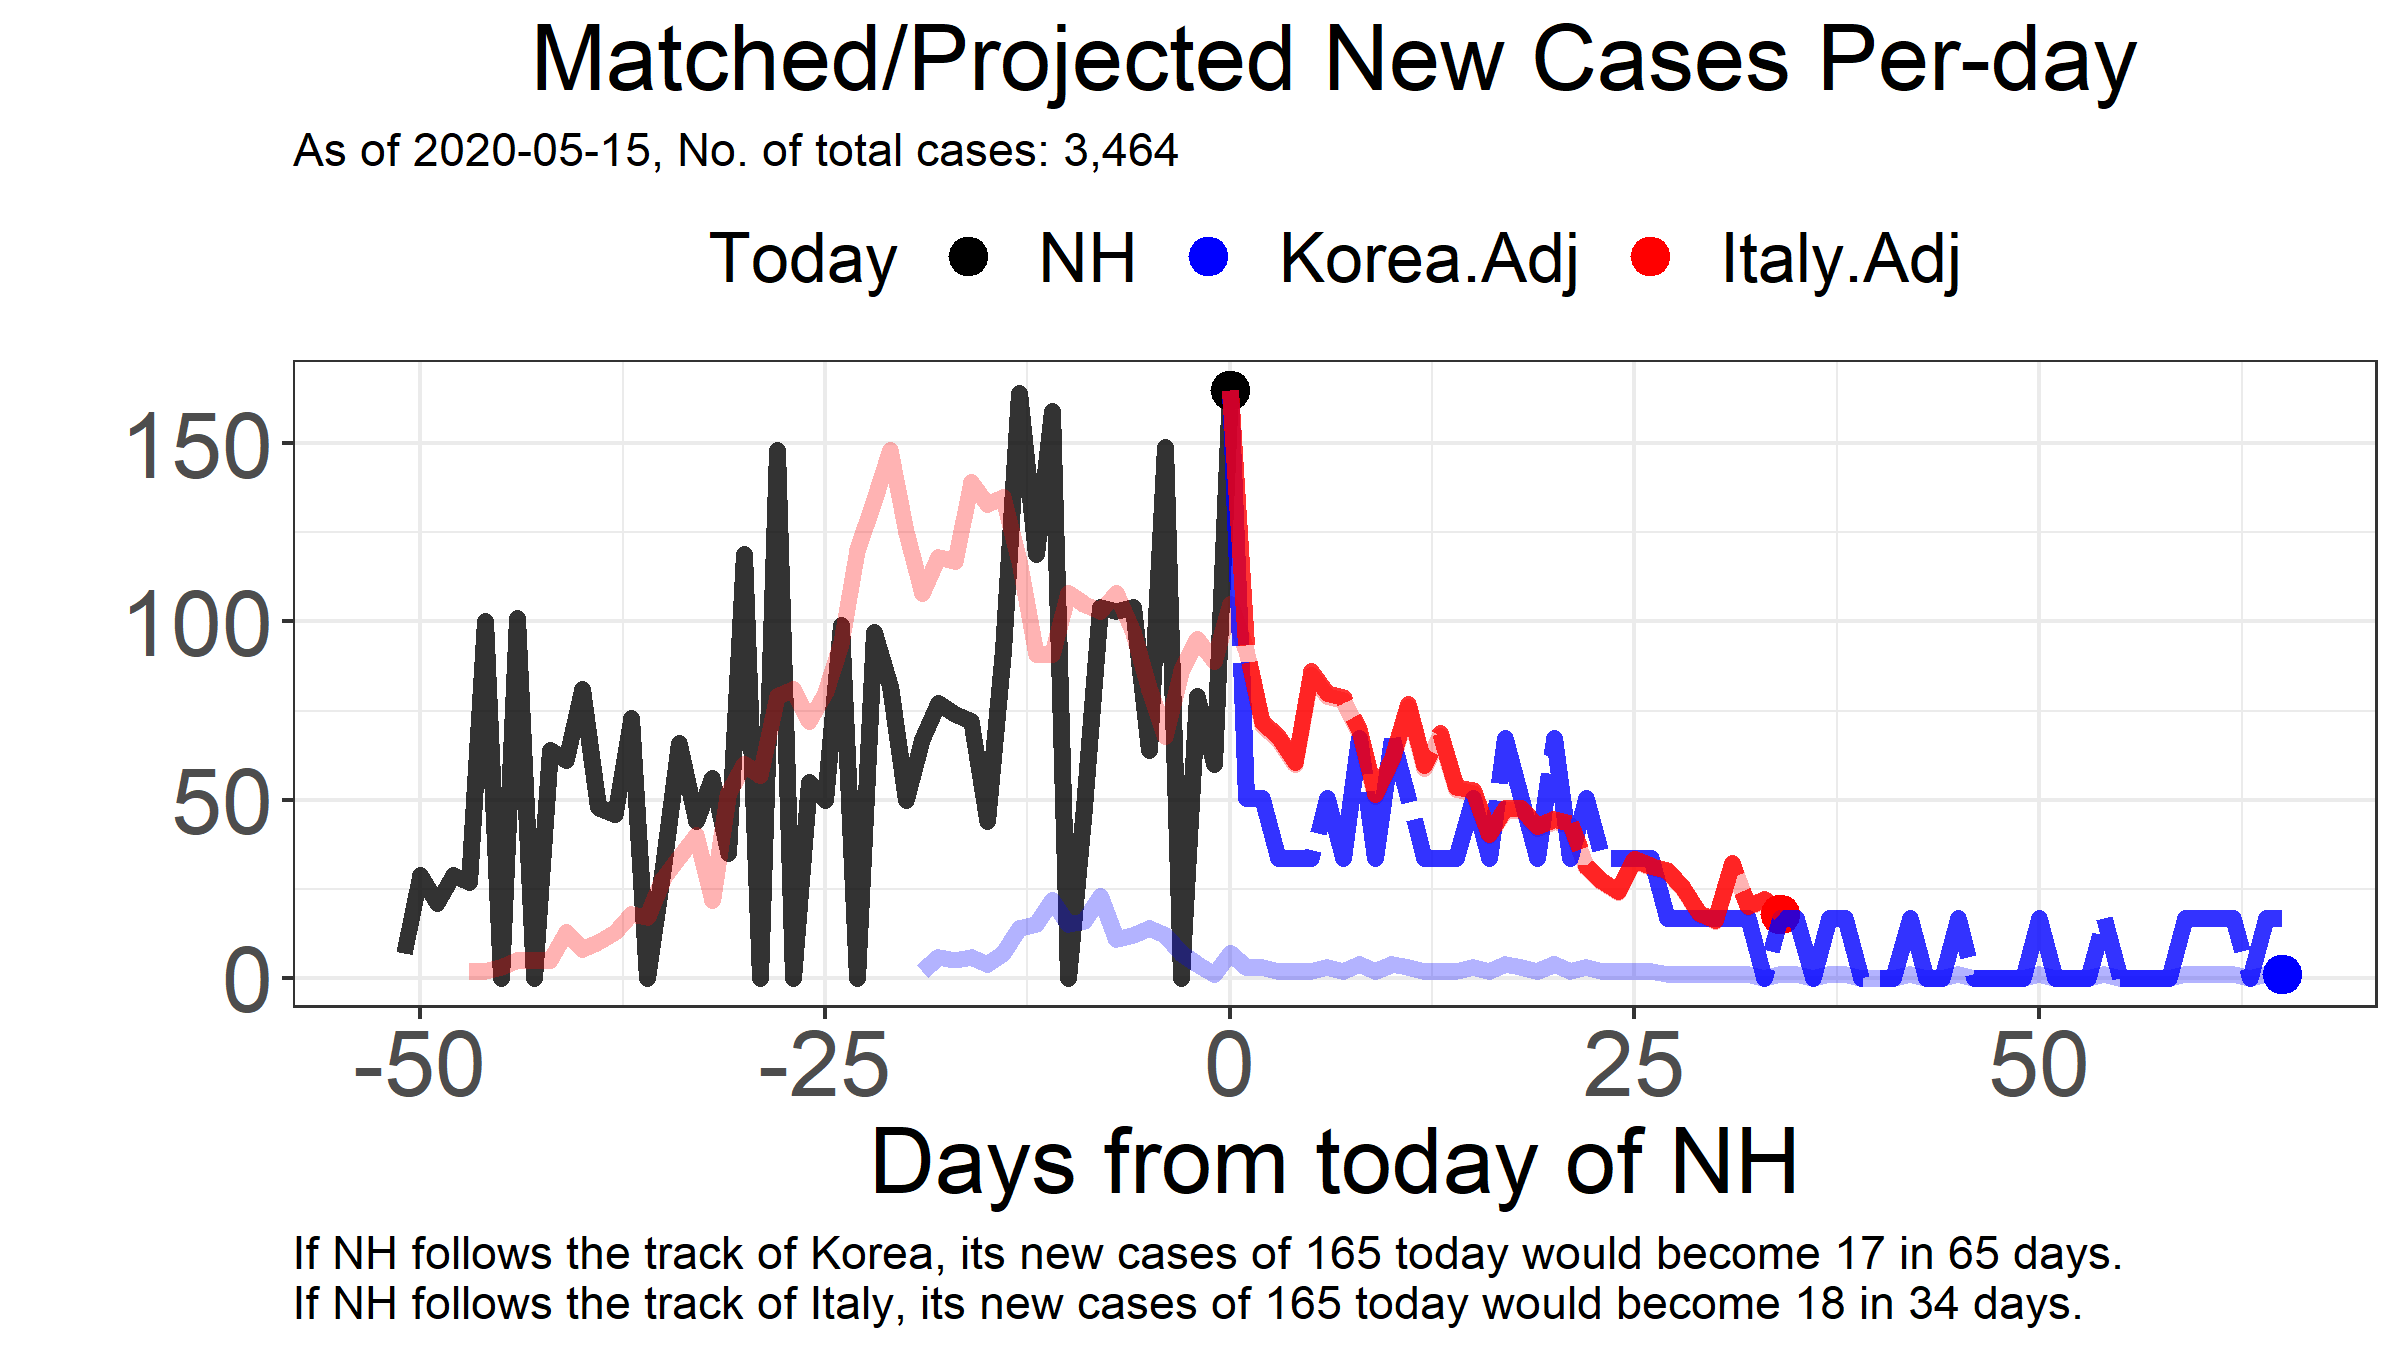 Matched/Projected New Cases Per-day
As of 2020-05-15, No. of total cases: 3,464
Today NH Korea.Adj Italy.Adj
150
100
50
0
-50 -25 0 25 50
Days from today of NH
If NH follows the track of Korea, its new cases of 165 today would become 17 in 65 days.
If NH follows the track of Italy, its new cases of 165 today would become 18 in 34 days.